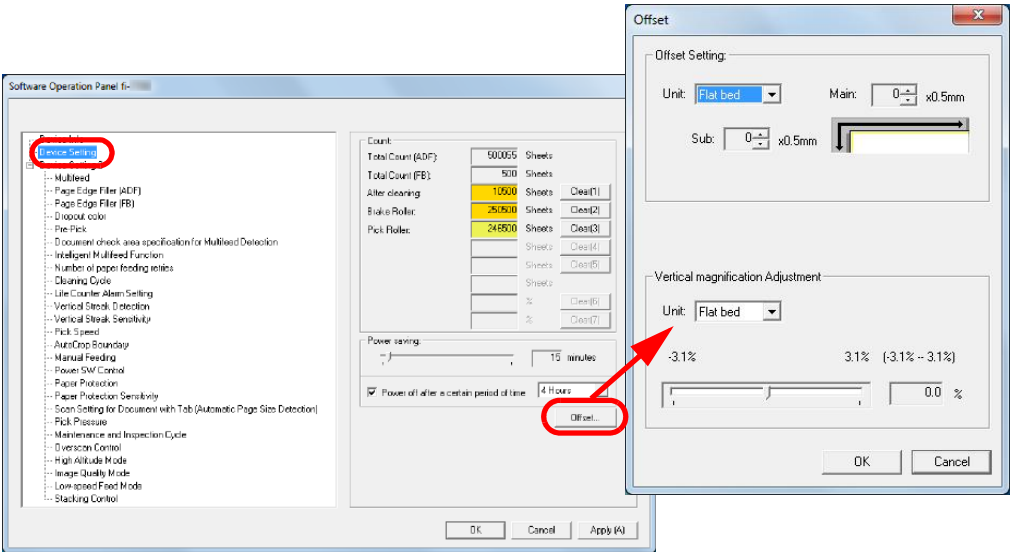 Software Operation Panel fi-
Device Setting
Multifeed
Page Edge Filler (ADF)
Page Edge Filler (FB)
Dropout color
Pre-Pick
Document check area specification for Multifeed Detection
Intelligent Multifeed Function
Number of paper feeding retries
Cleaning Cycle
Life Counter Alarm Setting
Vertical Streak Detection
Vertical Streak Sensitivity
Pick Speed
AutoCrop Boundary
Manual Feeding
Power SW Control
Paper Protection
Paper Protection Sensitivity
Scan Setting for Document with Tab (Automatic Page Size Detection)
Pick Pressure
Maintenance and Inspection Cycle
Overscan Control
High Altitude Mode
Image Quality Mode
Low-speed Feed Mode
Stacking Control
Count:
Total Count (ADF): 500055 Sheets
Total Count (FB): 500 Sheets
After cleaning: 10500 Sheets Clear(1)
Brake Roller: 250500 Sheets Clear(2)
Pick Roller: 246500 Sheets Clear(3)
Sheets Clear(4)
Sheets Clear(5)
Sheets
% Clear(6)
% Clear(7)
Power saving:
15 minutes
Power off after a certain period of time 4 Hours
Offset...
OK Cancel Apply (A)
Offset
Offset Setting:
Unit: Flat bed Main: 0 x0.5mm
Sub: 0 x0.5mm
Vertical magnification Adjustment
Unit: Flat bed
-3.1% 3.1% (-3.1% -- 3.1%)
0.0 %
OK Cancel